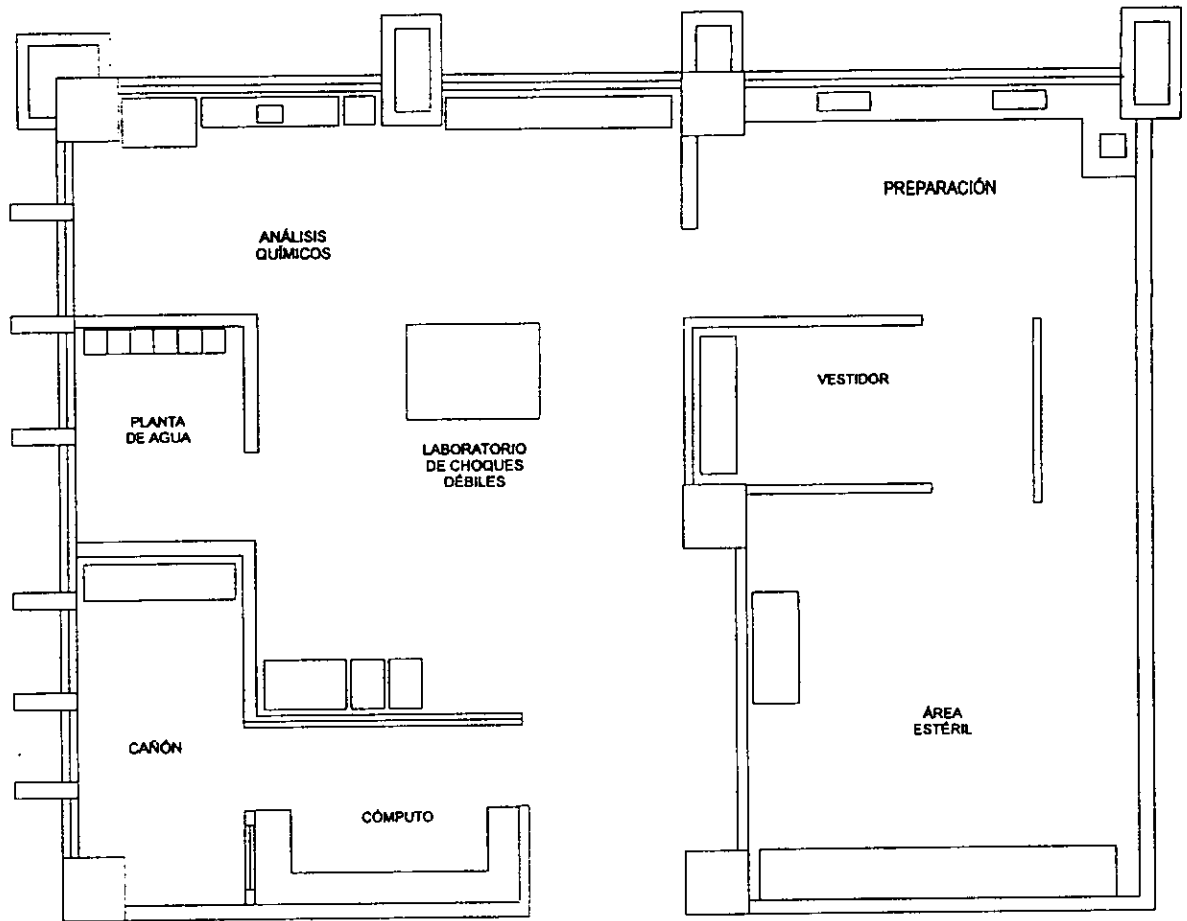 PREPARACIÓN
ANÁLISIS
QUÍMICOS
VESTIDOR
PLANTA
DE AGUA
LABORATORIO
DE CHOQUES
DÉBILES
ÁREA
ESTÉRIL
CAÑÓN
CÓMPUTO